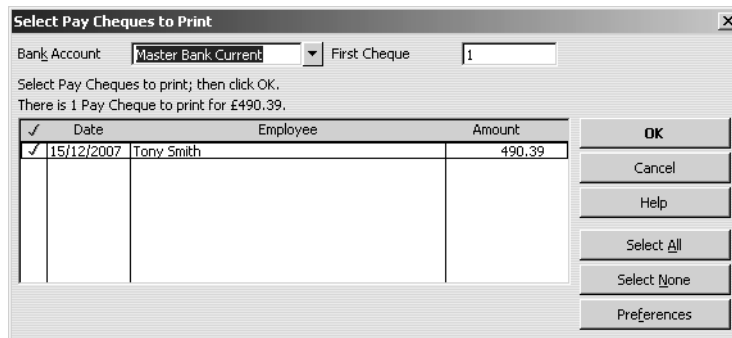 Select Pay Cheques to Print
Bank Account Master Bank Current First Cheque 1
Select Pay Cheques to print; then click OK.
There is 1 Pay Cheque to print for £490.39.
✓ Date Employee Amount
✓ 15/12/2007 Tony Smith 490.39
OK
Cancel
Help
Select All
Select None
Preferences